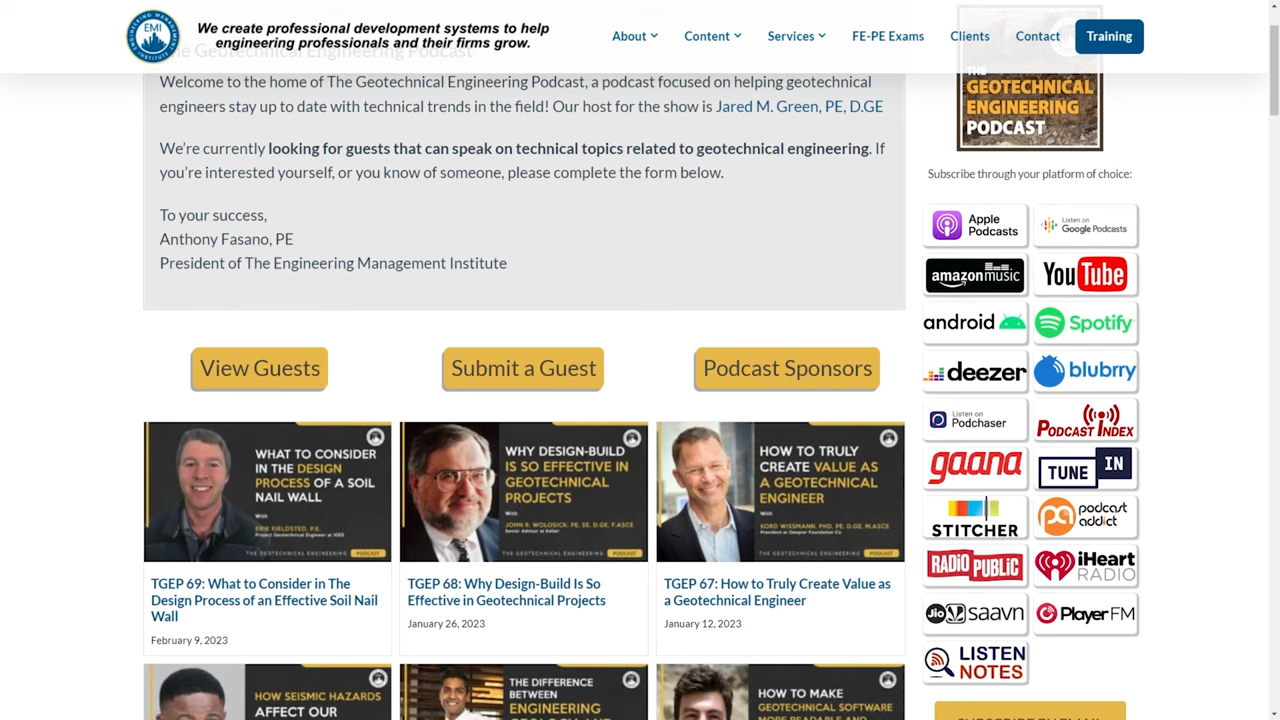 EMI
ENGINEERING MANAGEMENT INSTITUTE
We create professional development systems to help
engineering professionals and their firms grow.
About
Content
Services
FE-PE Exams
Clients
Contact
Training
The Geotechnical Engineering Podcast
Welcome to the home of The Geotechnical Engineering Podcast, a podcast focused on helping geotechnical
engineers stay up to date with technical trends in the field! Our host for the show is Jared M. Green, PE, D.GE
We're currently looking for guests that can speak on technical topics related to geotechnical engineering. If
you're interested yourself, or you know of someone, please complete the form below.
To your success,
Anthony Fasano, PE
President of The Engineering Management Institute
View Guests
Submit a Guest
Podcast Sponsors
WHAT TO CONSIDER
IN THE DESIGN
PROCESS OF A SOIL
NAIL WALL
With
ERIK FJELDSTED, P.E.
Project Geotechnical Engineer at IGES
THE GEOTECHNICAL ENGINEERING PODCAST
TGEP 69: What to Consider in The
Design Process of an Effective Soil Nail
Wall
February 9, 2023
WHY DESIGN-BUILD
IS SO EFFECTIVE IN
GEOTECHNICAL
PROJECTS
With
JOHN R. WOLOSICK, PE, SE, D.GE, F.ASCE
Senior Advisor at Keller
THE GEOTECHNICAL ENGINEERING PODCAST
TGEP 68: Why Design-Build Is So
Effective in Geotechnical Projects
January 26, 2023
HOW TO TRULY
CREATE VALUE AS
A GEOTECHNICAL
ENGINEER
With
KORD WISSMANN, PHD, PE, D.GE, M.ASCE
President at Geopier Foundation Co
THE GEOTECHNICAL ENGINEERING PODCAST
TGEP 67: How to Truly Create Value as
a Geotechnical Engineer
January 12, 2023
HOW SEISMIC HAZARDS
AFFECT OUR
THE DIFFERENCE
BETWEEN
ENGINEERING GEOLOGY AND
HOW TO MAKE
GEOTECHNICAL SOFTWARE
MORE READABLE AND
THE
GEOTECHNICAL
ENGINEERING
PODCAST
Subscribe through your platform of choice:
Apple
Podcasts
Listen on
Google Podcasts
amazon music
YouTube
android
Spotify
deezer
blubrry
Listen on
Podchaser
PODCAST INDEX
gaana
TUNE IN
STITCHER
podcast
addict
RADIO PUBLIC
iHeart
RADIO
Jio saavn
Player FM
LISTEN
NOTES
SUBSCRIBE BY EMAIL